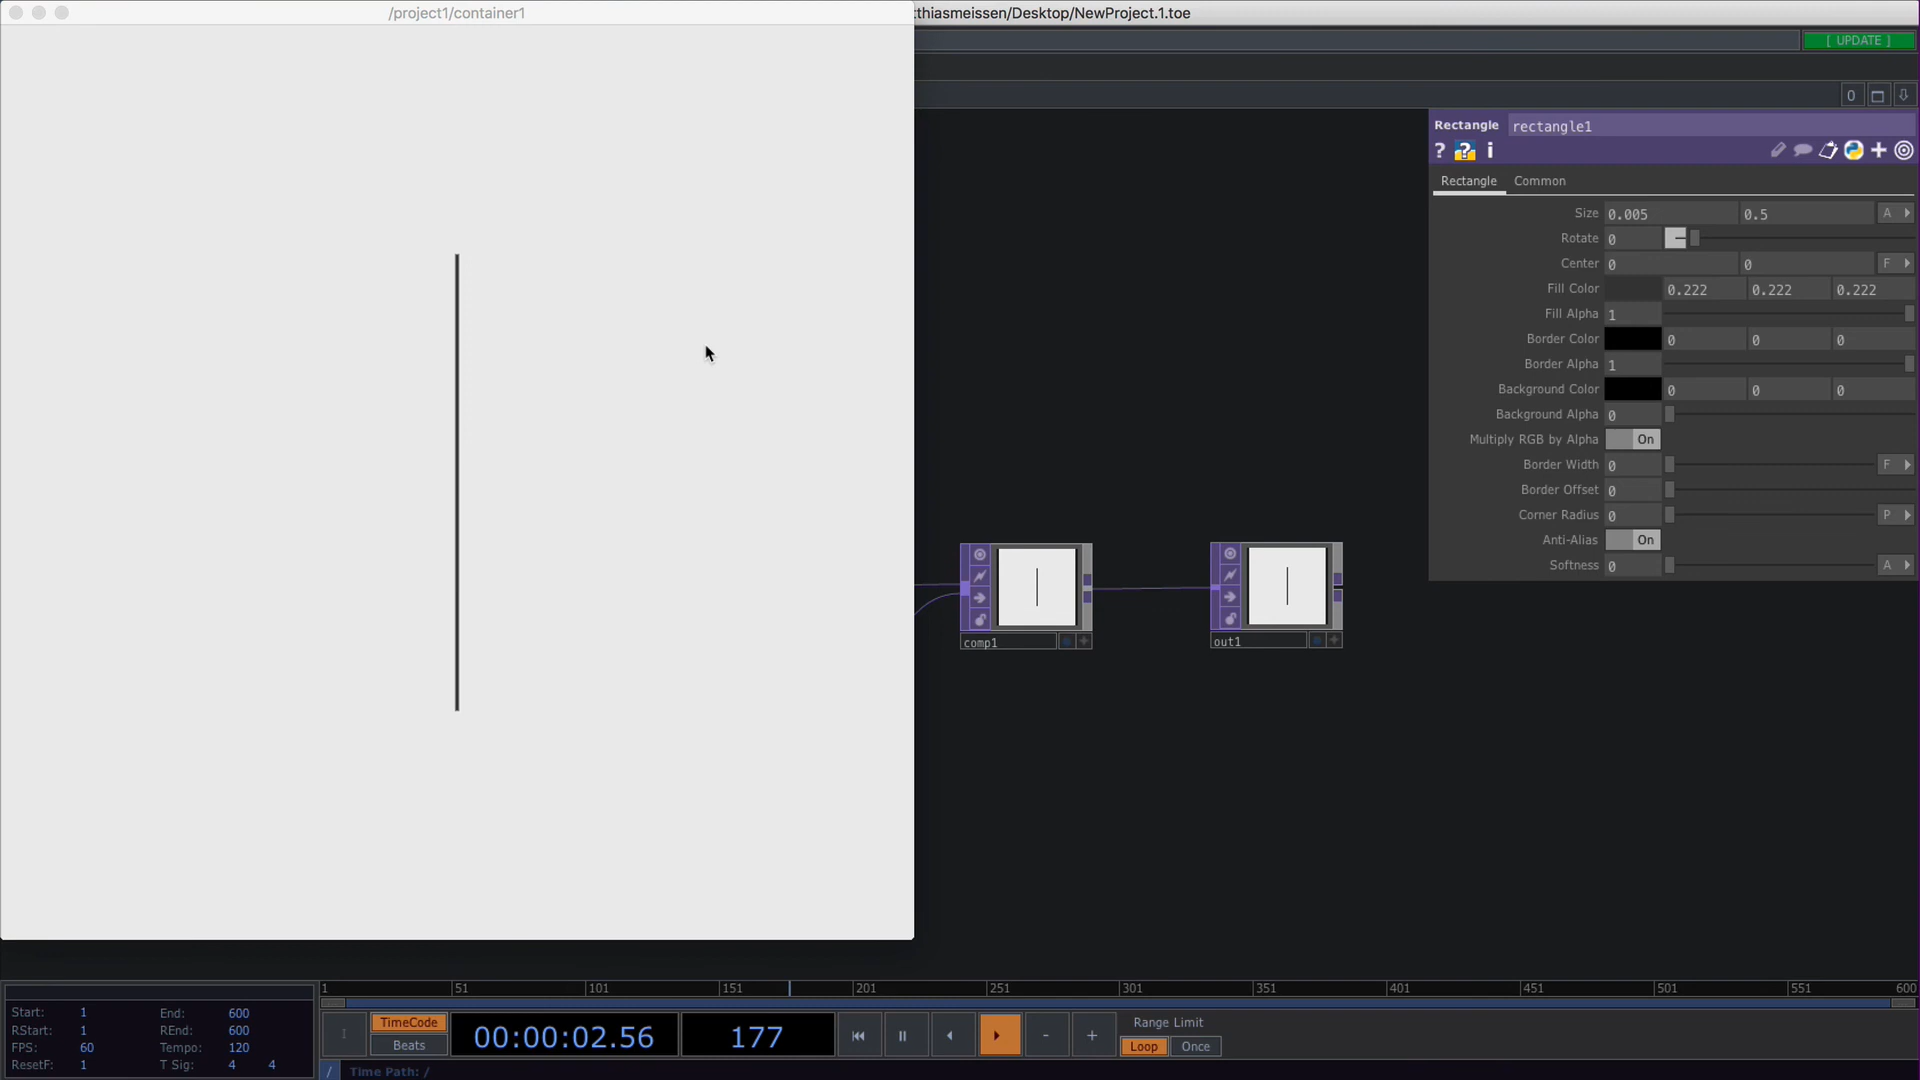 /project1/container1
tthiasmeissen/Desktop/NewProject.1.toe
[ UPDATE ]
0
Rectangle rectangle1
? ? i
Rectangle Common
Size 0.005 0.5 A
Rotate 0
Center 0 0 F
Fill Color 0.222 0.222 0.222
Fill Alpha 1
Border Color 0 0 0
Border Alpha 1
Background Color 0 0 0
Background Alpha 0
Multiply RGB by Alpha On
Border Width 0 F
Border Offset 0
Corner Radius 0 P
Anti-Alias On
Softness 0 A
comp1
out1
1 51 101 151 201 251 301 351 401 451 501 551 600
Start: 1 End: 600
RStart: 1 REnd: 600
FPS: 60 Tempo: 120
ResetF: 1 T Sig: 4 4
TimeCode
Beats
00:00:02.56
177
- +
Range Limit
Loop Once
/ Time Path: /